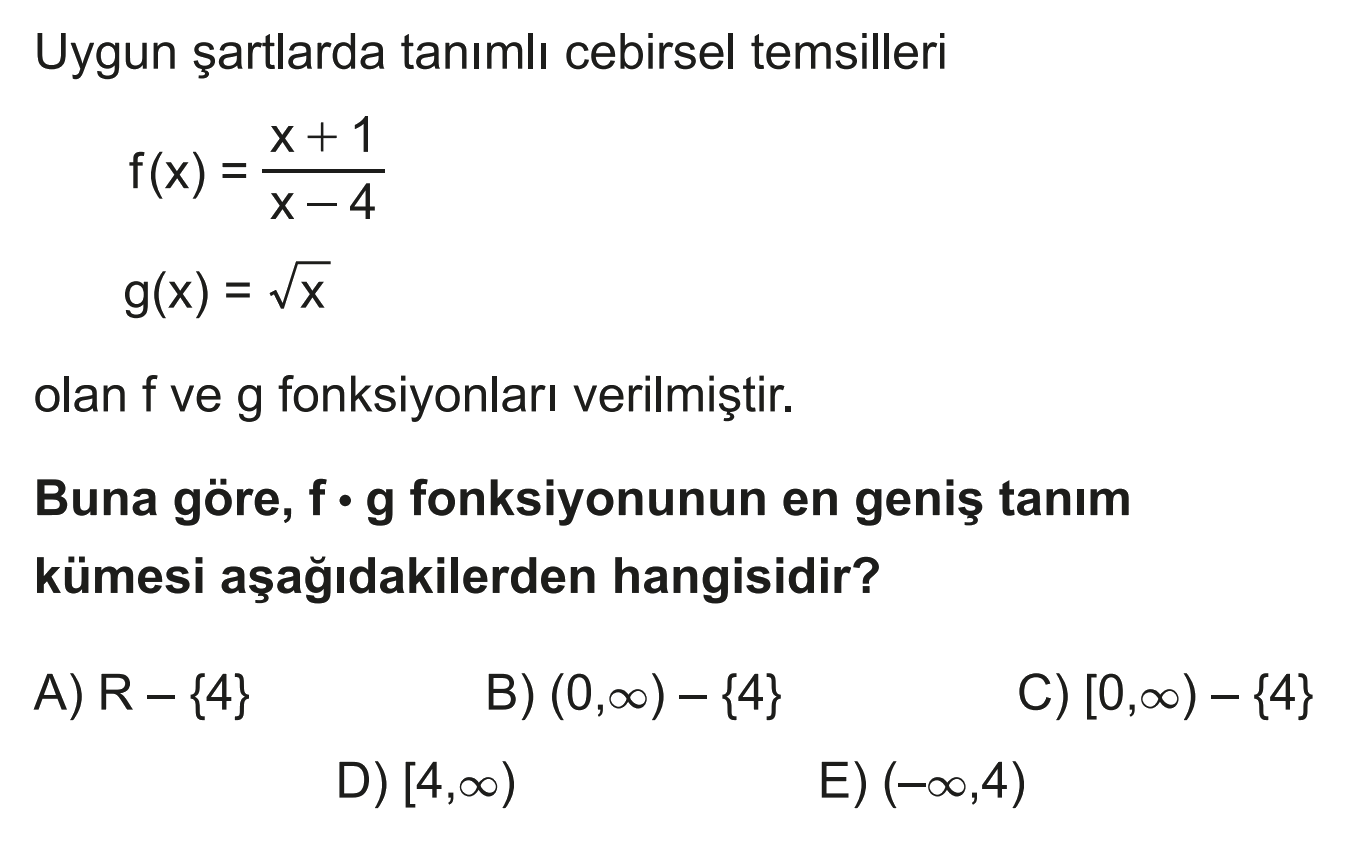 Uygun şartlarda tanımlı cebirsel temsilleri
f(x) = \frac{x + 1}{x – 4}
g(x) = √x
olan f ve g fonksiyonları verilmiştir.
Buna göre, f • g fonksiyonunun en geniş tanım
kümesi aşağıdakilerden hangisidir?
A) R – {4} B) (0,∞) – {4} C) [0,∞) – {4}
D) [4,∞) E) (–∞,4)